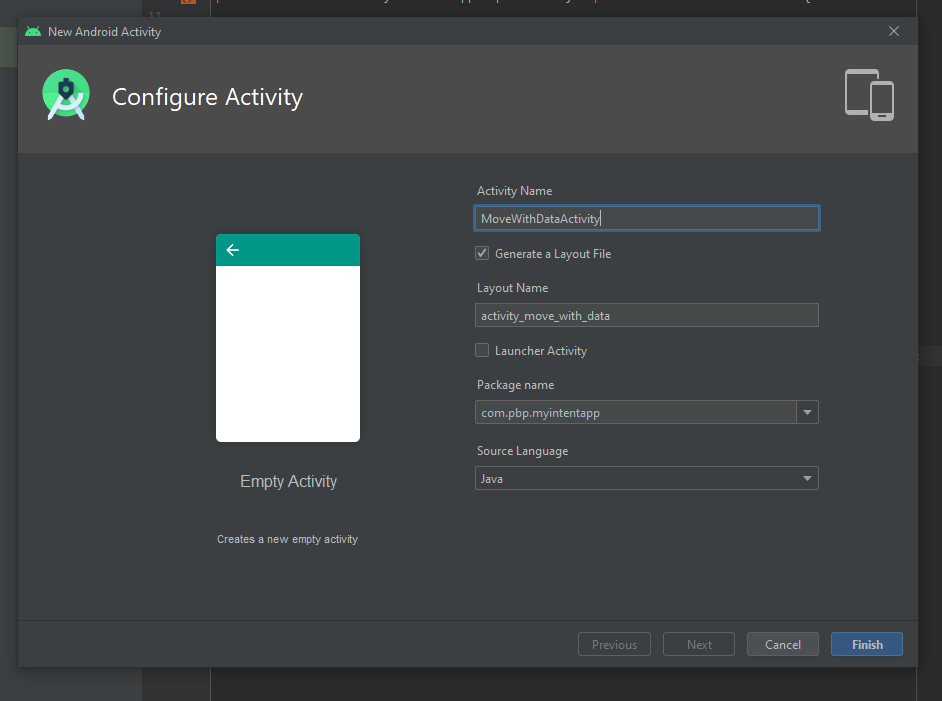 11
New Android Activity
Configure Activity
Activity Name
MoveWithDataActivity
Generate a Layout File
Layout Name
activity_move_with_data
Launcher Activity
Package name
com.pbp.myintentapp
Source Language
Java
Empty Activity
Creates a new empty activity
Previous
Next
Cancel
Finish